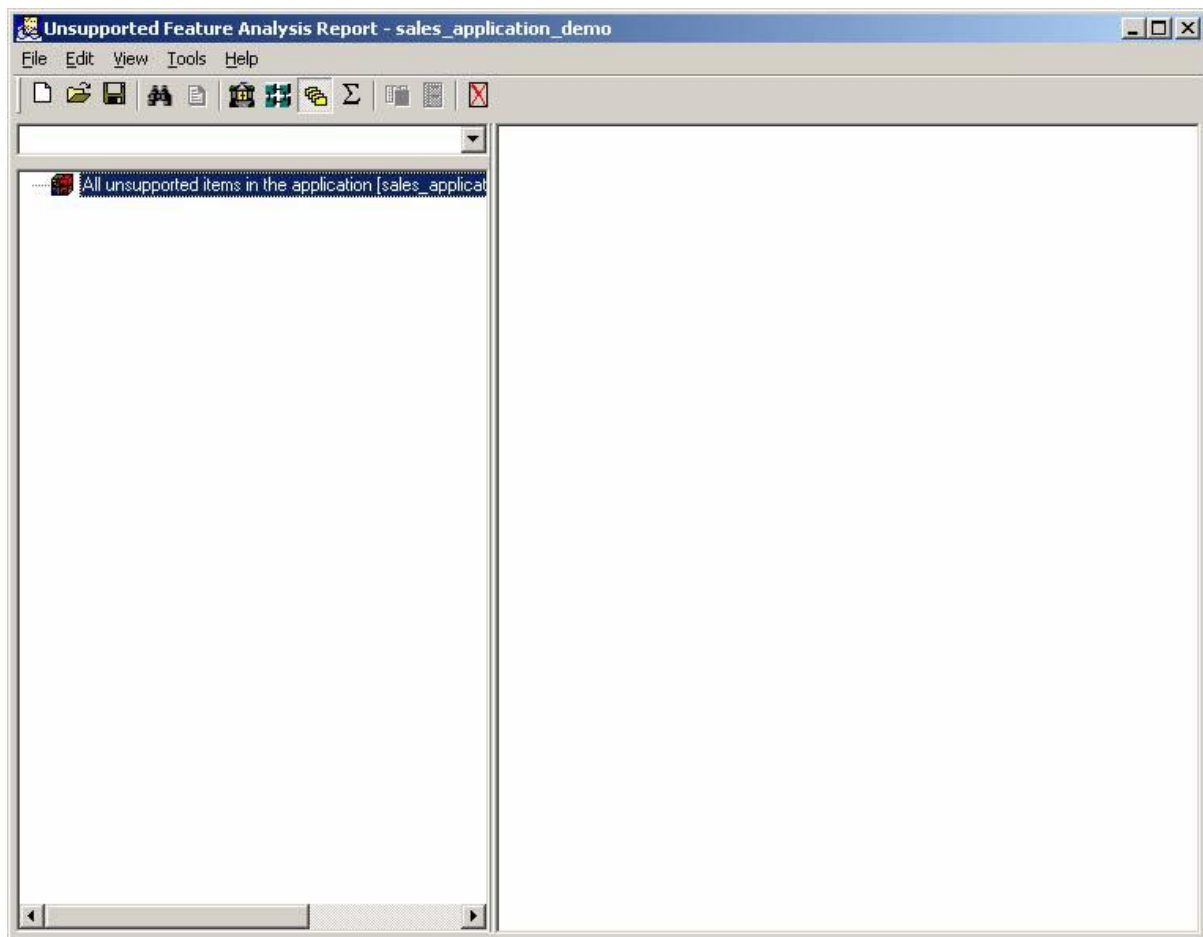 Unsupported Feature Analysis Report - sales_application_demo
File Edit View Tools Help
Σ
All unsupported items in the application [sales_applicat